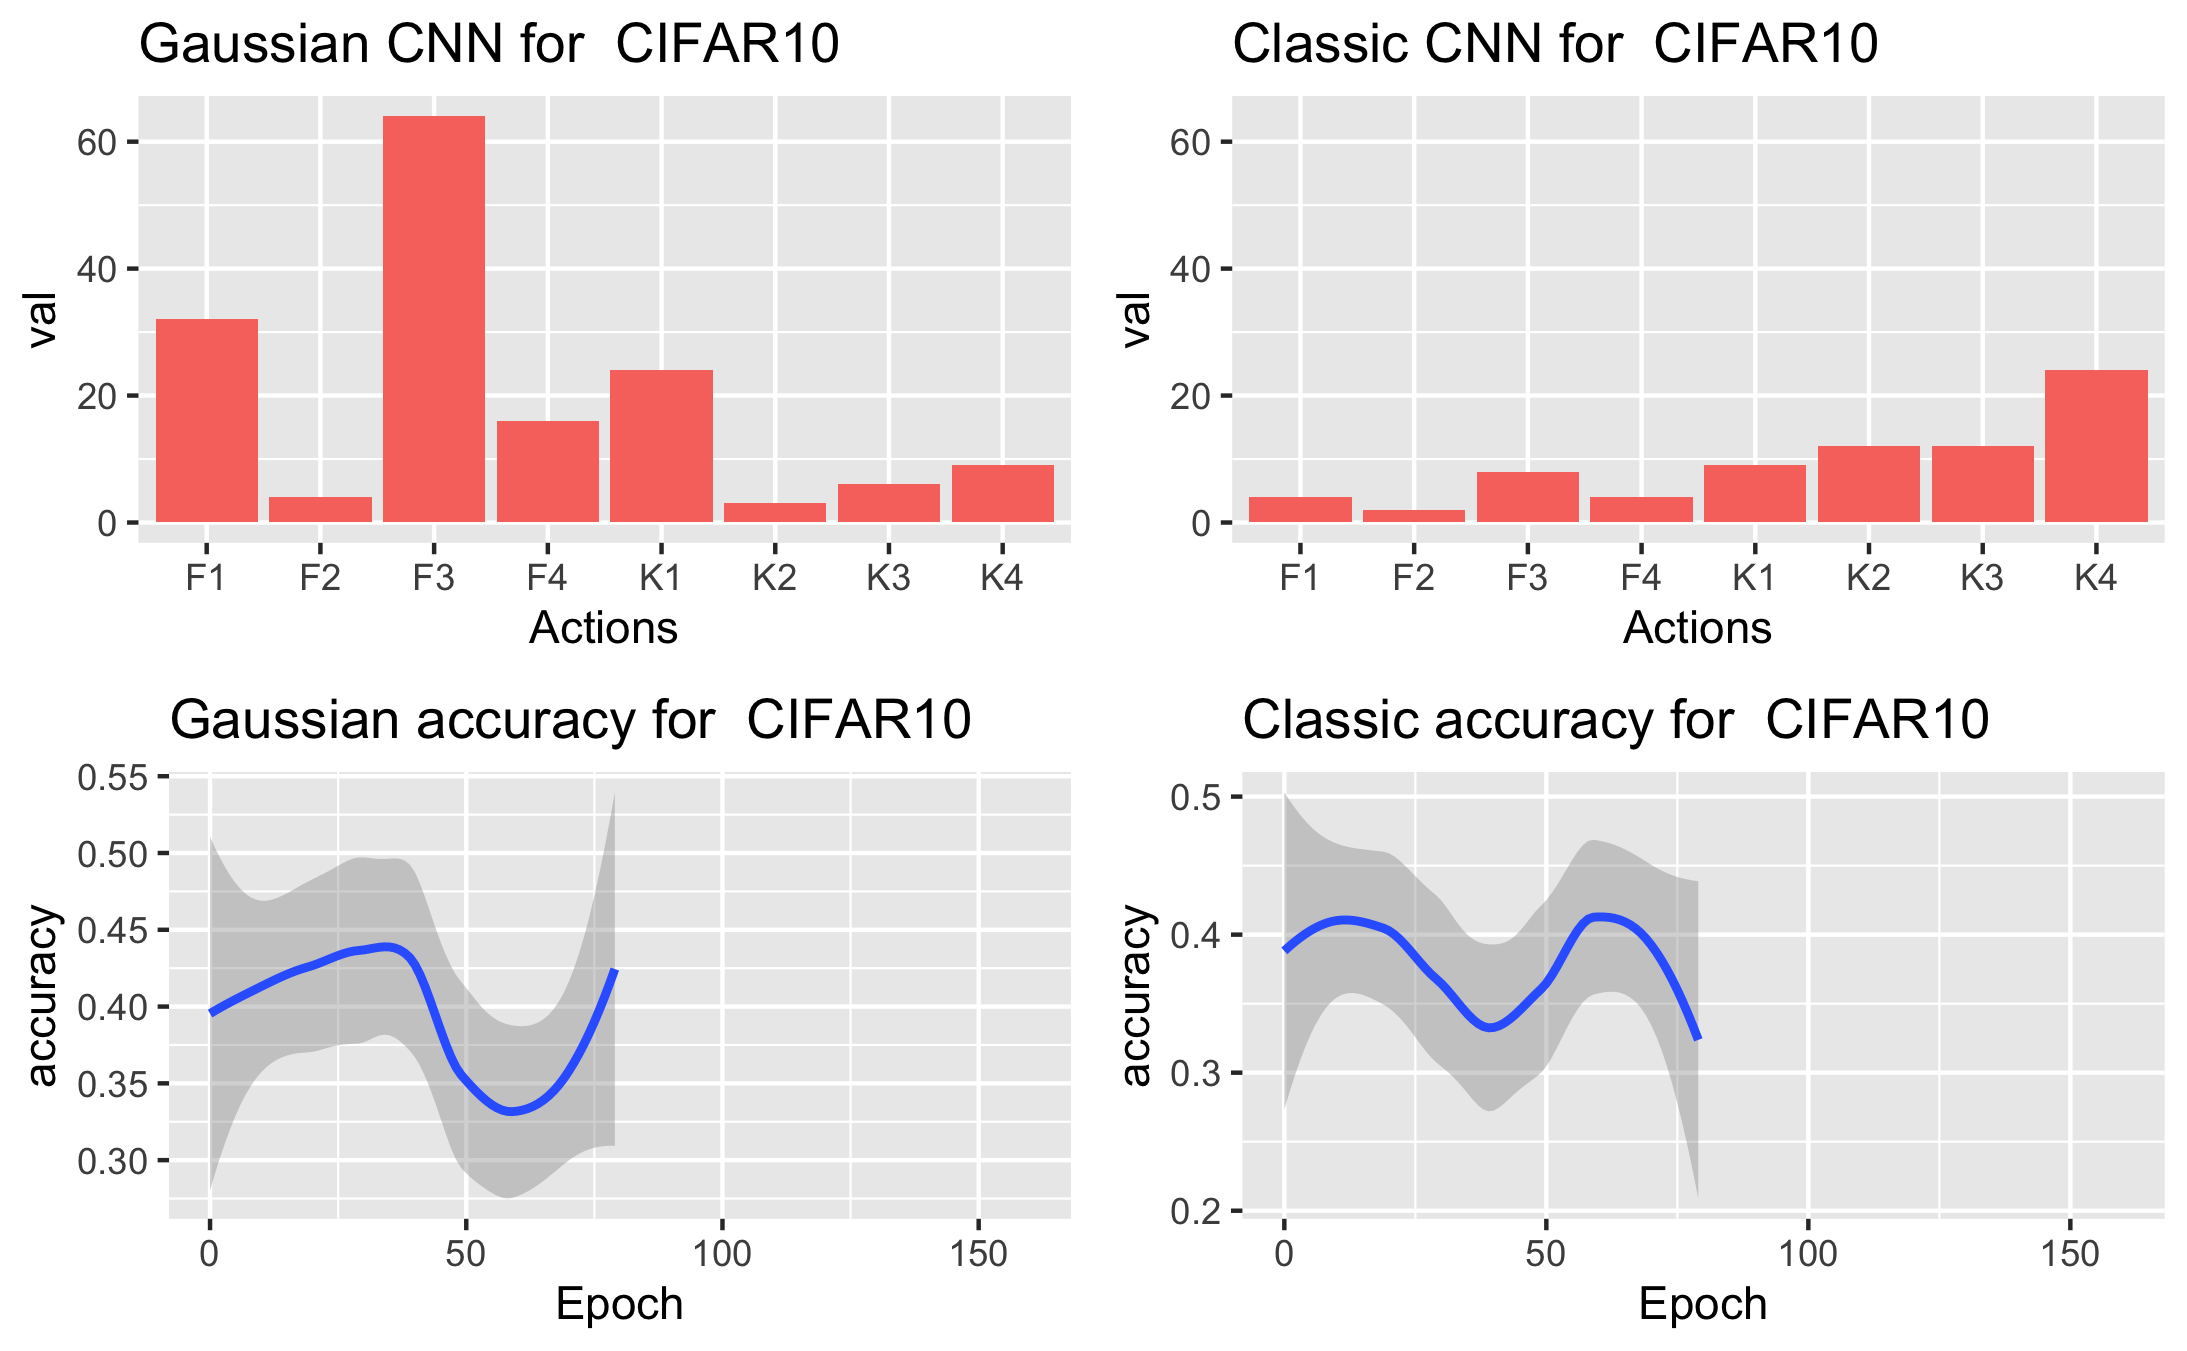 Gaussian CNN for  CIFAR10
60
40
20
0
val
F1 F2 F3 F4 K1 K2 K3 K4
Actions
Classic CNN for  CIFAR10
60
40
20
0
val
F1 F2 F3 F4 K1 K2 K3 K4
Actions
Gaussian accuracy for  CIFAR10
0.55
0.50
0.45
0.40
0.35
0.30
accuracy
0 50 100 150
Epoch
Classic accuracy for  CIFAR10
0.5
0.4
0.3
0.2
accuracy
0 50 100 150
Epoch